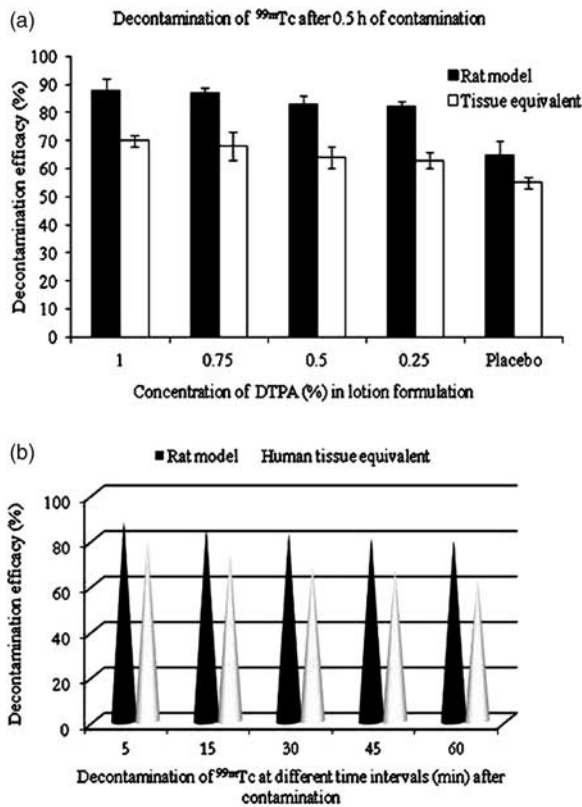 (a)
Decontamination of ⁹⁹ᵐTc after 0.5 h of contamination
Rat model
Tissue equivalent
Decontamination efficacy (%)
100
90
80
70
60
50
40
30
20
10
0
1 0.75 0.5 0.25 Placebo
Concentration of DTPA (%) in lotion formulation
(b)
Rat model Human tissue equivalent
Decontamination efficacy (%)
100
80
60
40
20
0
5 15 30 45 60
Decontamination of ⁹⁹ᵐTc at different time intervals (min) after
contamination